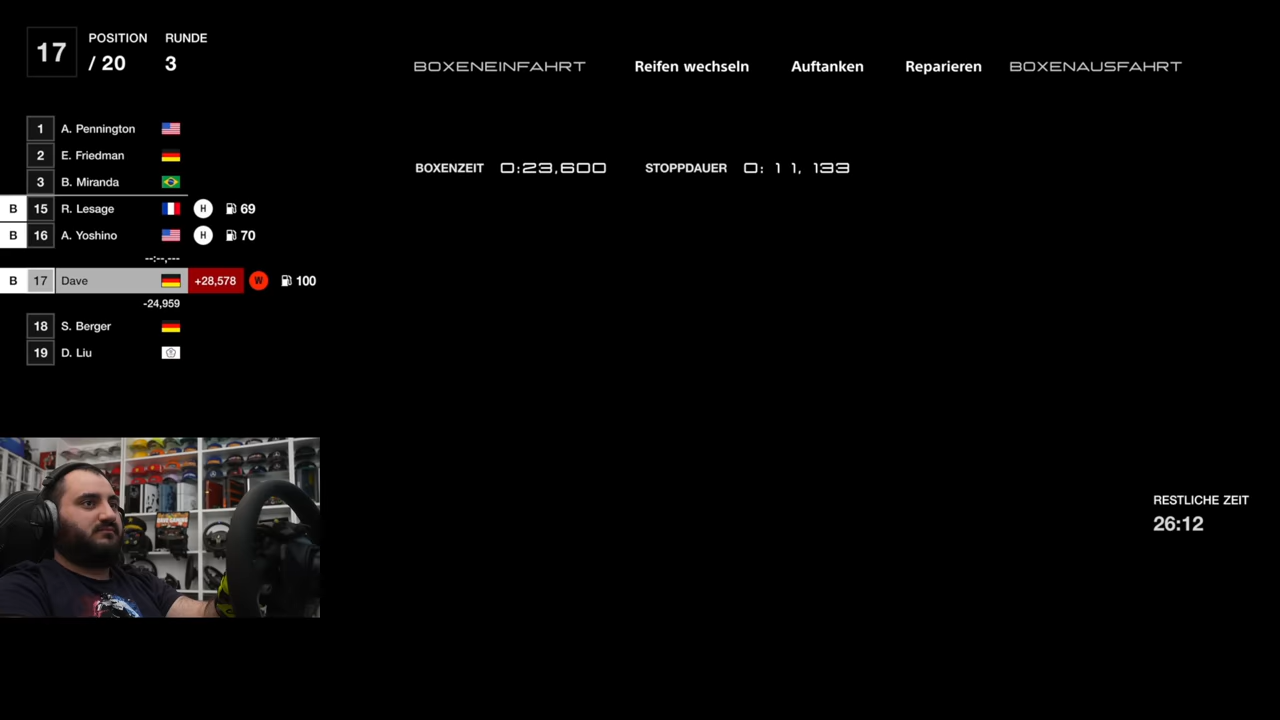 17 POSITION / 20 RUNDE 3
BOXENEINFAHRT Reifen wechseln Auftanken Reparieren BOXENAUSFAHRT
BOXENZEIT 0:23,600 STOPPDAUER 0:11,133
1 A. Pennington
2 E. Friedman
3 B. Miranda
B 15 R. Lesage H 69
B 16 A. Yoshino H 70
--:--,---
B 17 Dave +28,578 W 100
-24,959
18 S. Berger
19 D. Liu
RESTLICHE ZEIT
26:12